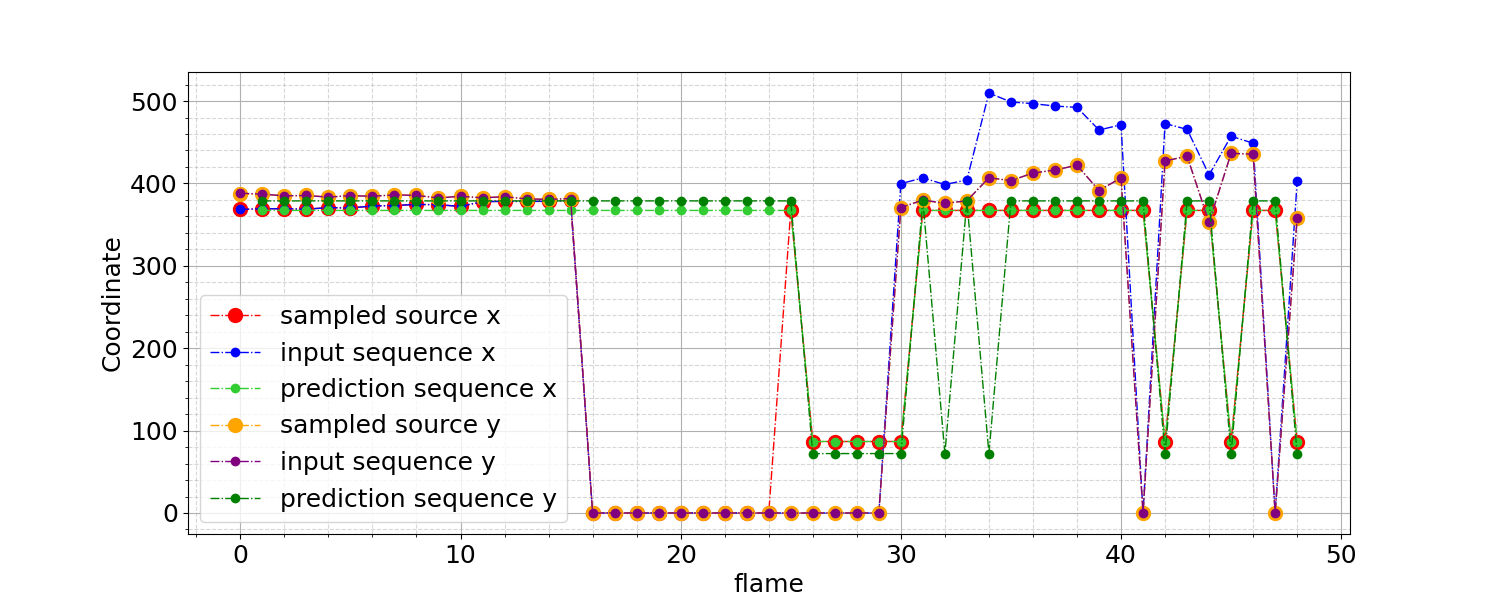 500
400
300
200
100
0
Coordinate
sampled source x
input sequence x
prediction sequence x
sampled source y
input sequence y
prediction sequence y
0 10 20 30 40 50
flame